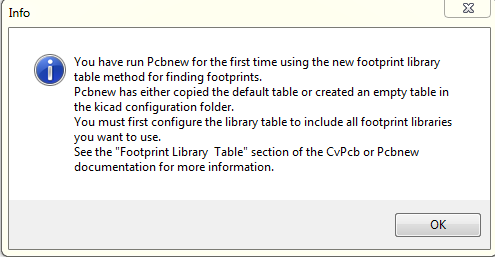 Info
You have run Pcbnew for the first time using the new footprint library
table method for finding footprints.
Pcbnew has either copied the default table or created an empty table in
the kicad configuration folder.
You must first configure the library table to include all footprint libraries
you want to use.
See the "Footprint Library  Table" section of the CvPcb or Pcbnew
documentation for more information.
OK